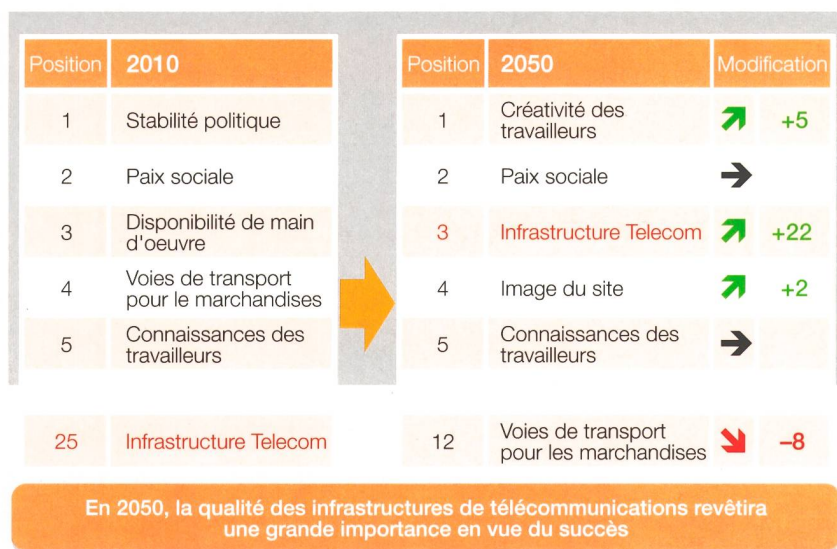 Position 2010
1 Stabilité politique
2 Paix sociale
3 Disponibilité de main
d'oeuvre
4 Voies de transport
pour le marchandises
5 Connaissances des
travailleurs
25 Infrastructure Telecom
Position 2050 Modification
1 Créativité des
travailleurs +5
2 Paix sociale
3 Infrastructure Telecom +22
4 Image du site +2
5 Connaissances des
travailleurs
12 Voies de transport
pour les marchandises –8
En 2050, la qualité des infrastructures de télécommunications revêtira
une grande importance en vue du succès